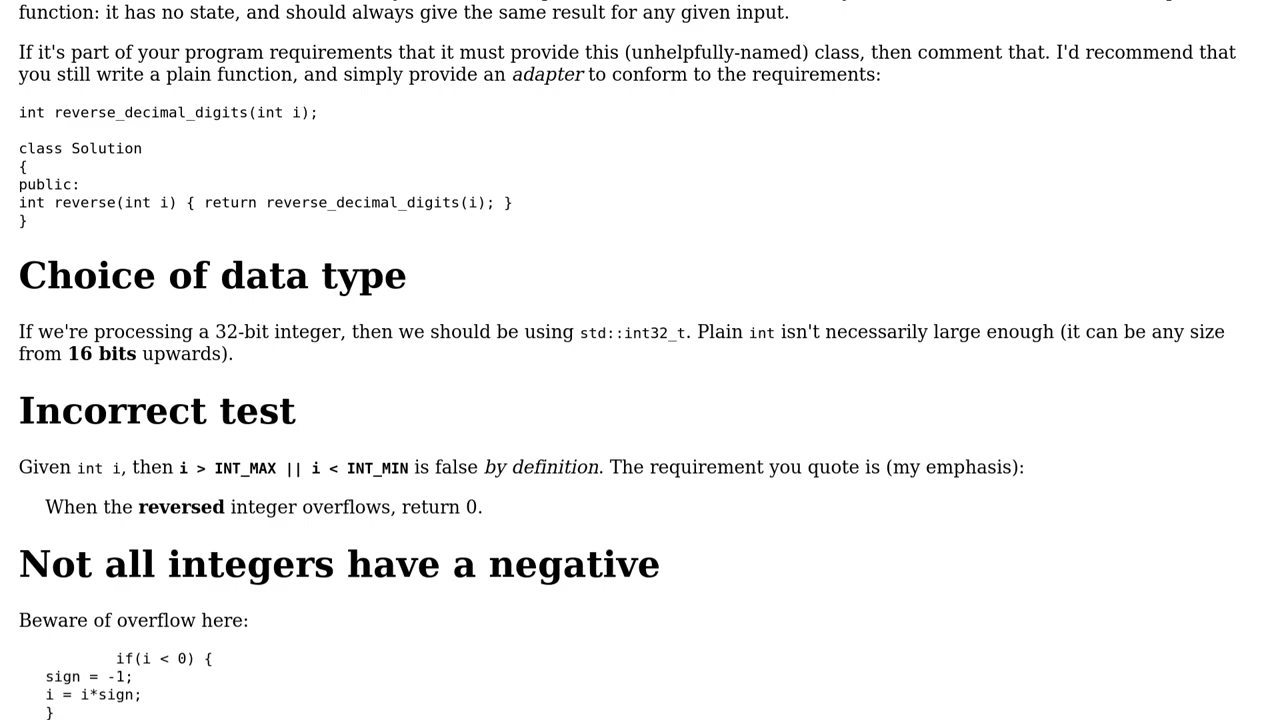 function: it has no state, and should always give the same result for any given input.
If it's part of your program requirements that it must provide this (unhelpfully-named) class, then comment that. I'd recommend that
you still write a plain function, and simply provide an adapter to conform to the requirements:
int reverse_decimal_digits(int i);
class Solution
{
public:
int reverse(int i) { return reverse_decimal_digits(i); }
}
Choice of data type
If we're processing a 32-bit integer, then we should be using std::int32_t. Plain int isn't necessarily large enough (it can be any size
from 16 bits upwards).
Incorrect test
Given int i, then i > INT_MAX || i < INT_MIN is false by definition. The requirement you quote is (my emphasis):
When the reversed integer overflows, return 0.
Not all integers have a negative
Beware of overflow here:
if(i < 0) {
sign = -1;
i = i*sign;
}